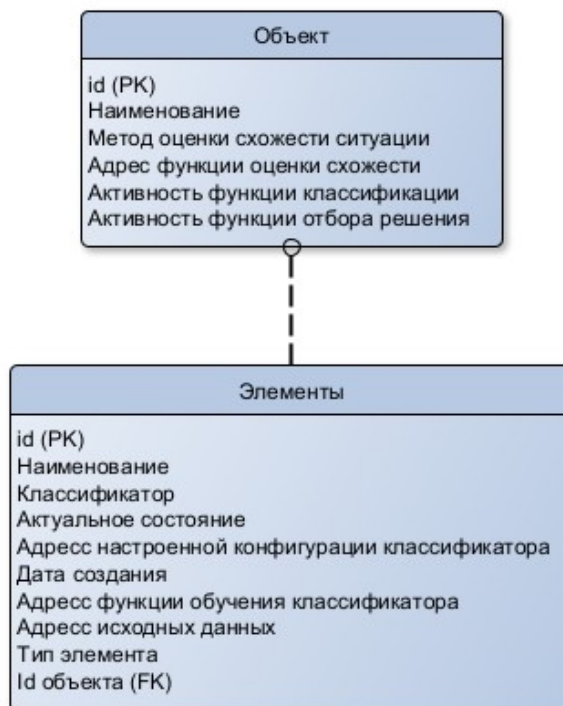 Объект
id (PK)
Наименование
Метод оценки схожести ситуации
Адрес функции оценки схожести
Активность функции классификации
Активность функции отбора решения
Элементы
id (PK)
Наименование
Классификатор
Актуальное состояние
Адресс настроенной конфигурации классификатора
Дата создания
Адресс функции обучения классификатора
Адресс исходных данных
Тип элемента
Id объекта (FK)